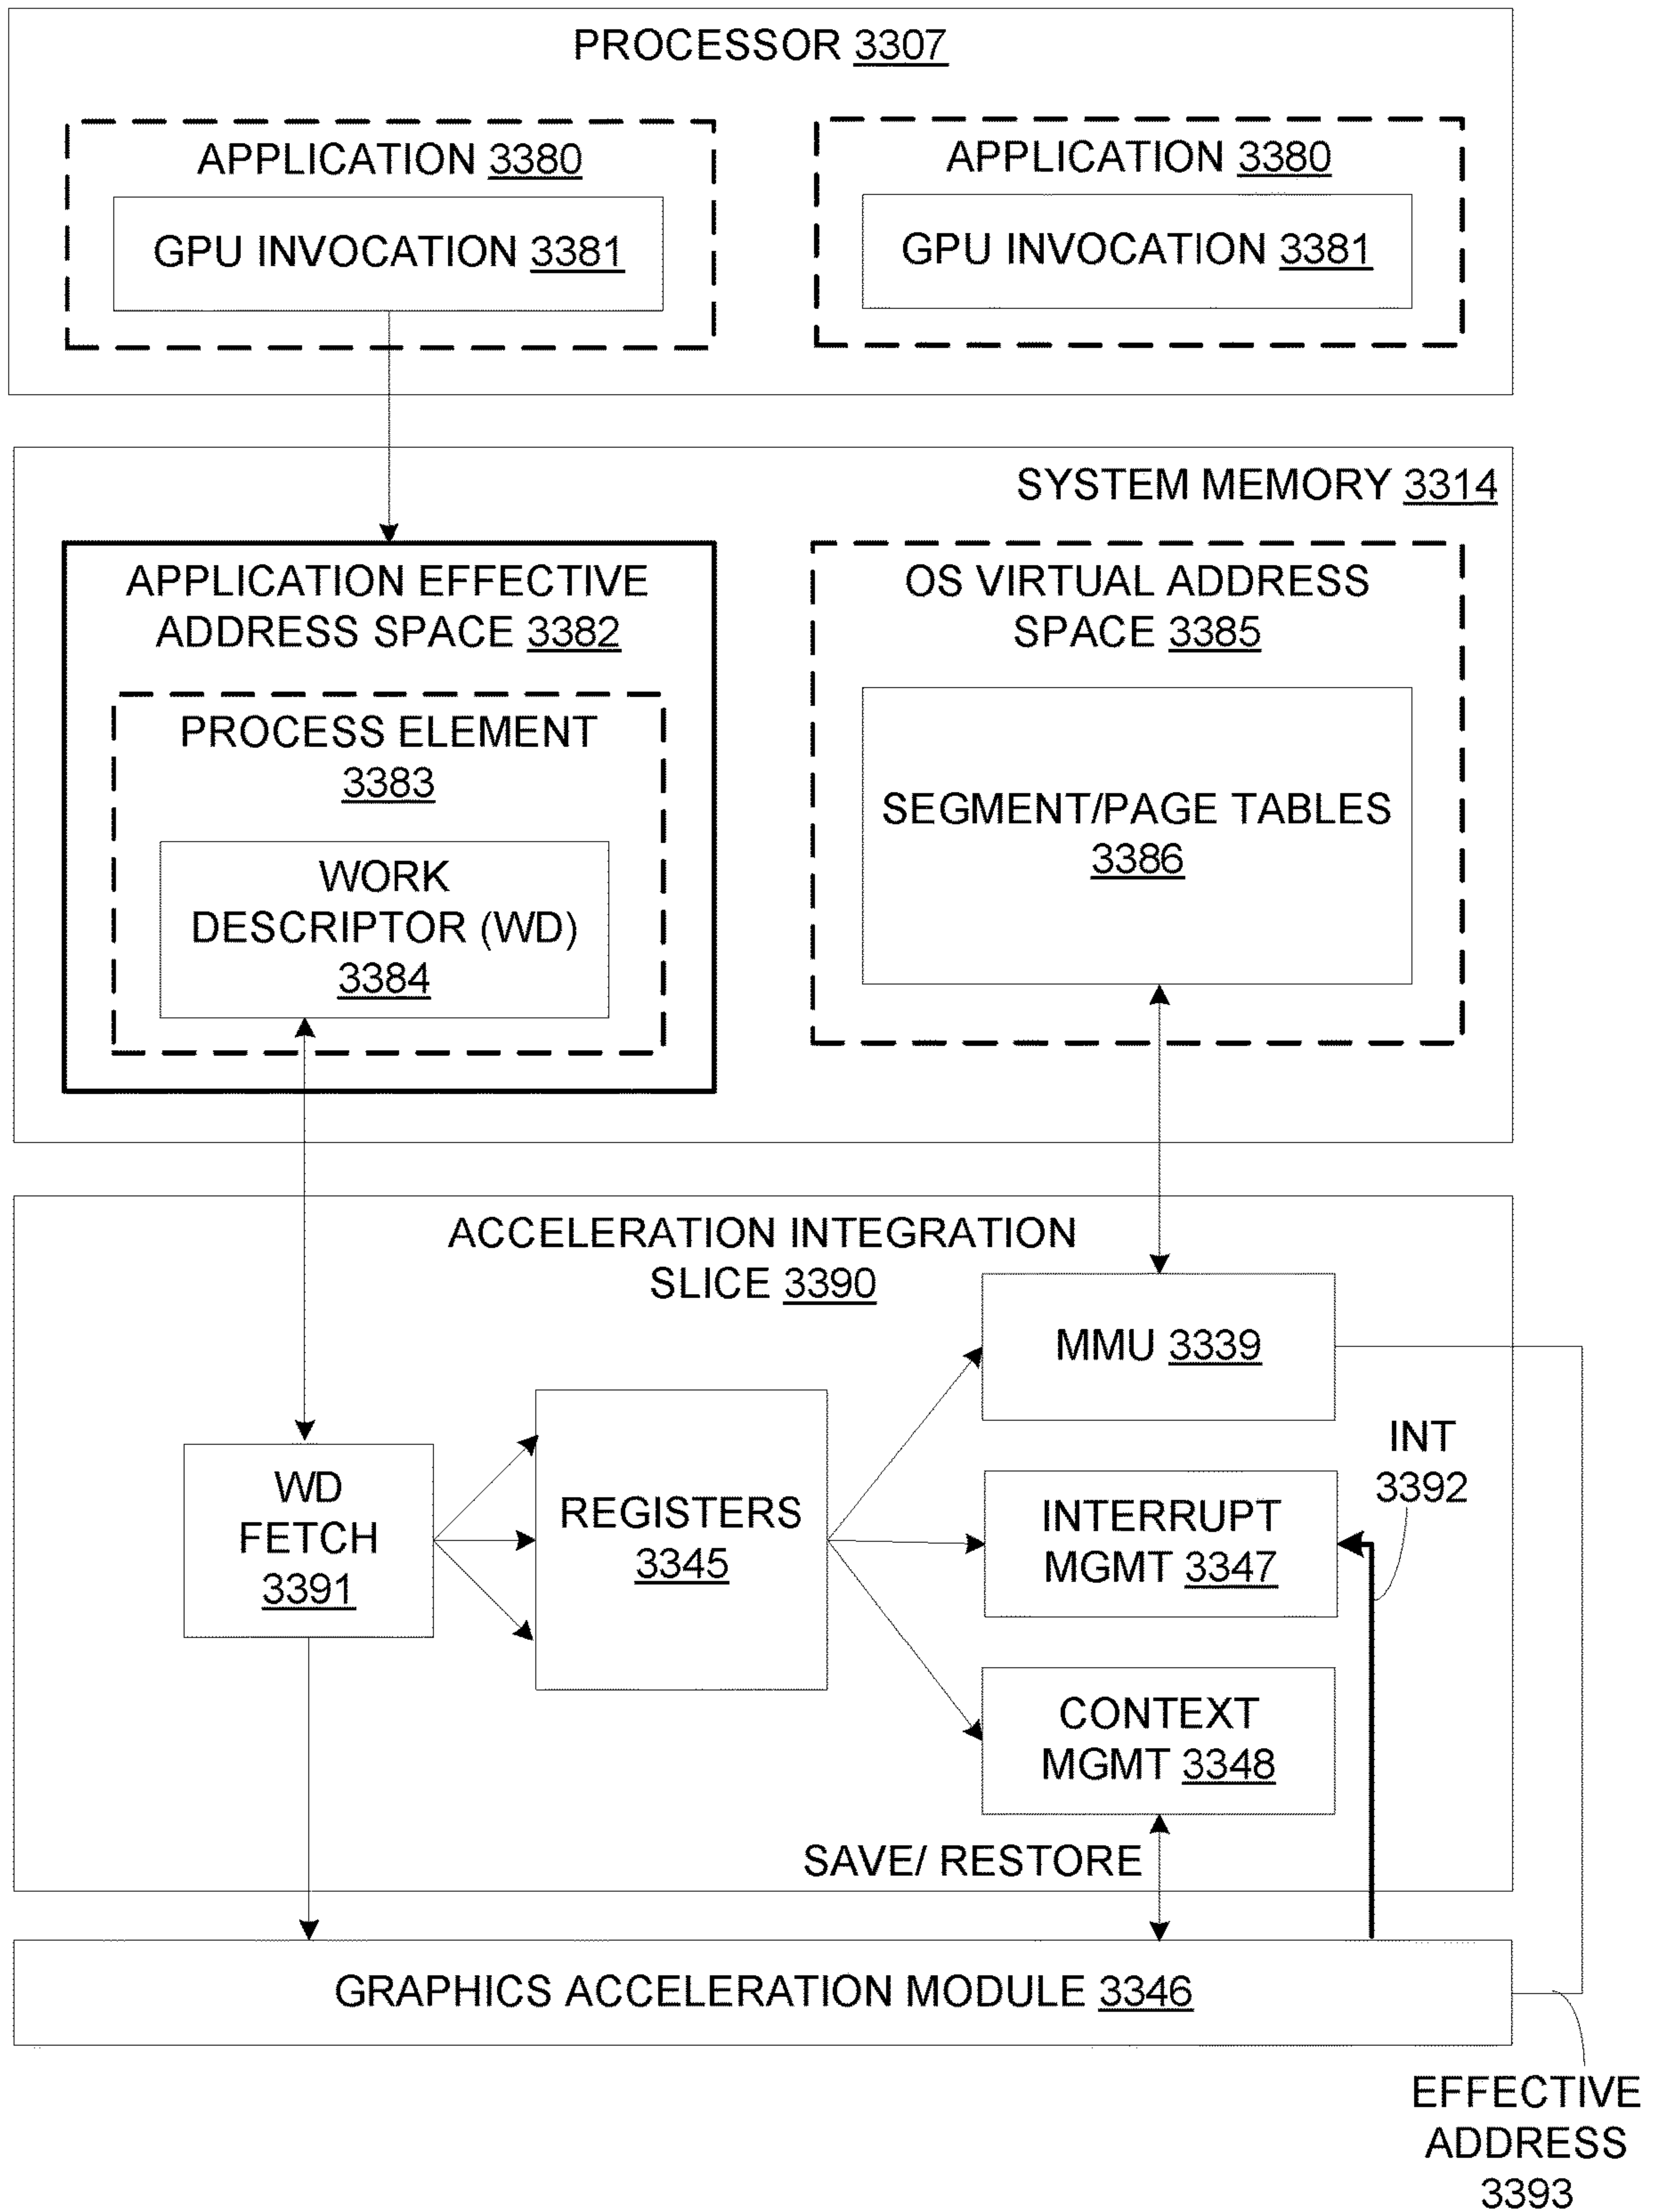 PROCESSOR 3307
APPLICATION 3380
GPU INVOCATION 3381
APPLICATION 3380
GPU INVOCATION 3381
SYSTEM MEMORY 3314
APPLICATION EFFECTIVE
ADDRESS SPACE 3382
PROCESS ELEMENT
3383
WORK
DESCRIPTOR (WD)
3384
OS VIRTUAL ADDRESS
SPACE 3385
SEGMENT/PAGE TABLES
3386
ACCELERATION INTEGRATION
SLICE 3390
MMU 3339
WD
FETCH
3391
REGISTERS
3345
INTERRUPT
MGMT 3347
INT
3392
CONTEXT
MGMT 3348
SAVE/ RESTORE
GRAPHICS ACCELERATION MODULE 3346
EFFECTIVE
ADDRESS
3393